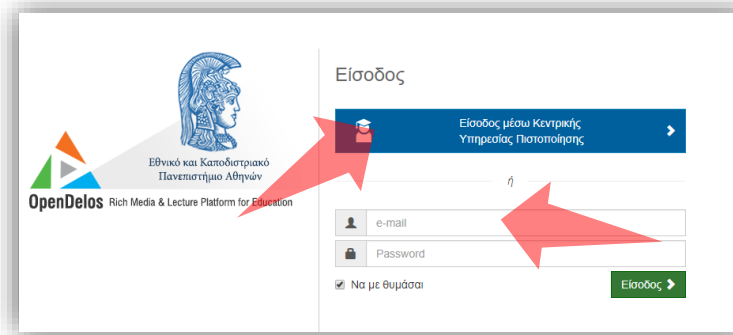 Εθνικό και Καποδιστριακό
Πανεπιστήμιο Αθηνών
OpenDelos Rich Media & Lecture Platform for Education
Είσοδος
Είσοδος μέσω Κεντρικής
Υπηρεσίας Πιστοποίησης
ή
e-mail
Password
Να με θυμάσαι
Είσοδος